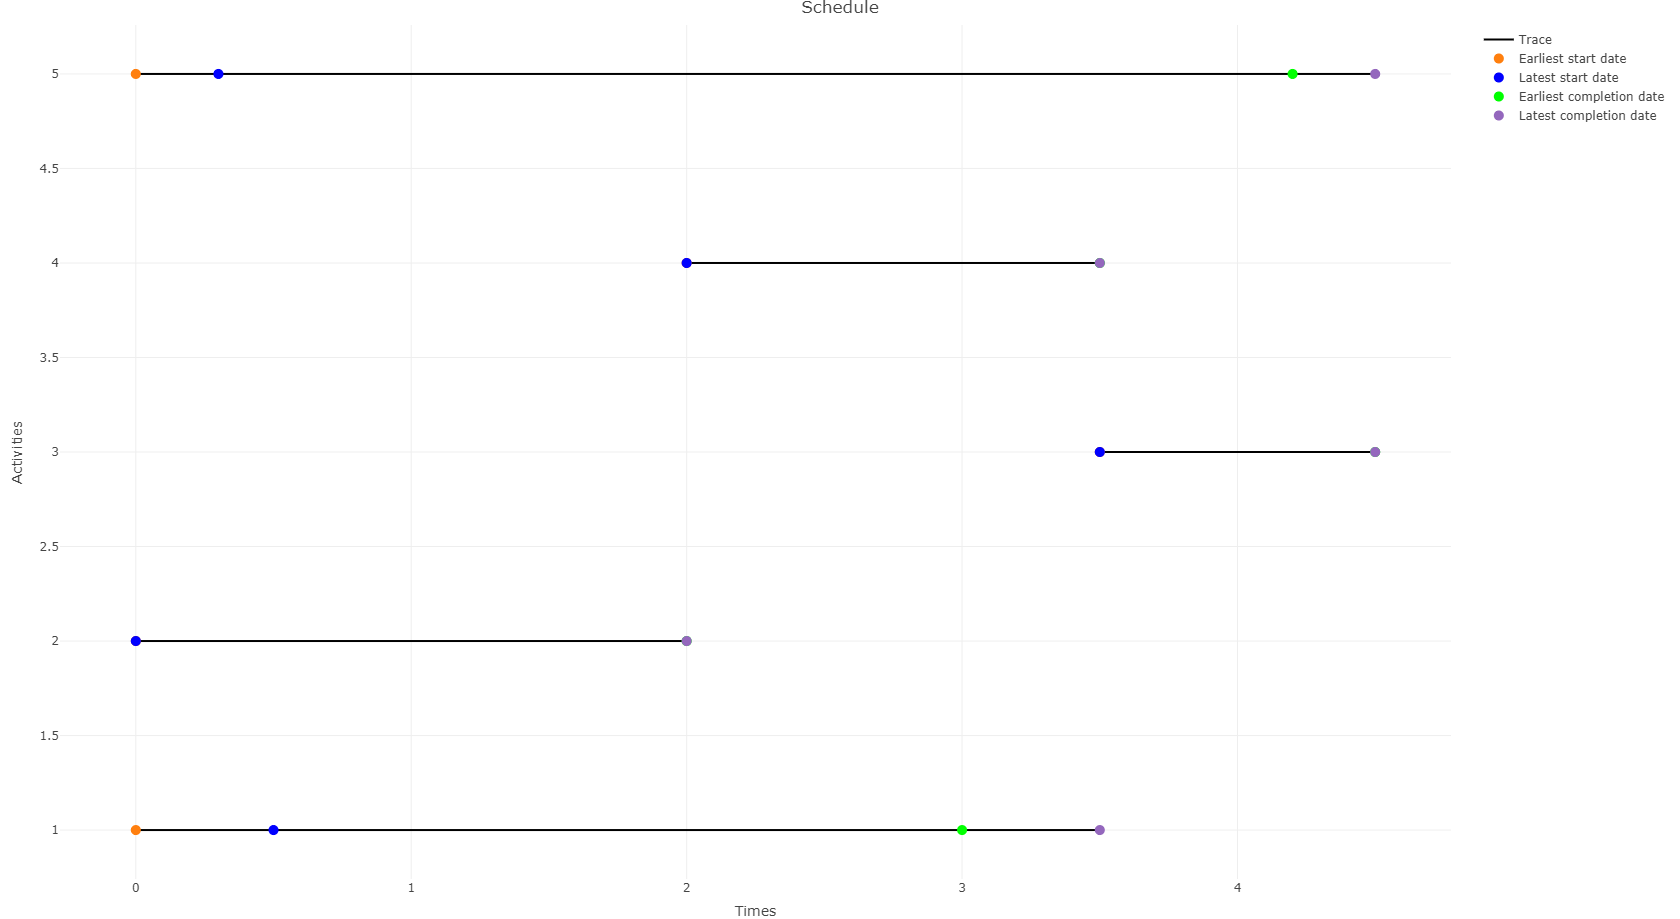 Schedule
Trace
Earliest start date
Latest start date
Earliest completion date
Latest completion date
5
4.5
4
3.5
3
2.5
2
1.5
1
Activities
0
1
2
3
4
Times